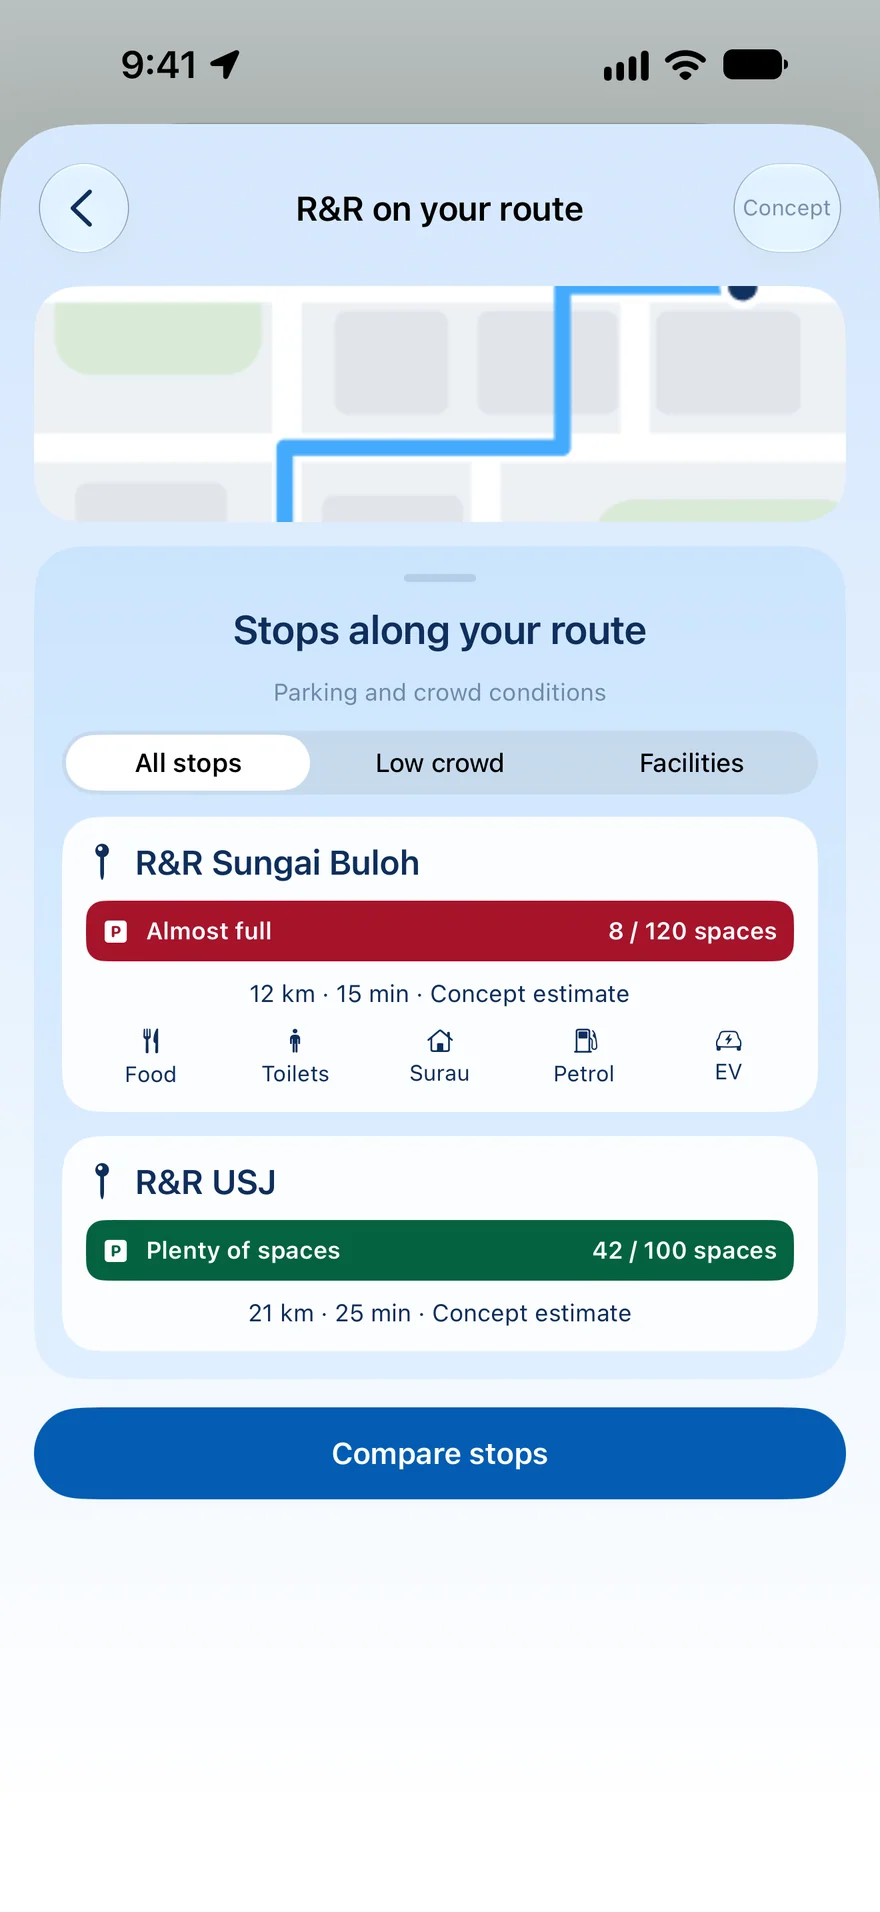 9:41
R&R on your route
Concept
Stops along your route
Parking and crowd conditions
All stops
Low crowd
Facilities
R&R Sungai Buloh
P Almost full 8 / 120 spaces
12 km · 15 min · Concept estimate
Food Toilets Surau Petrol EV
R&R USJ
P Plenty of spaces 42 / 100 spaces
21 km · 25 min · Concept estimate
Compare stops